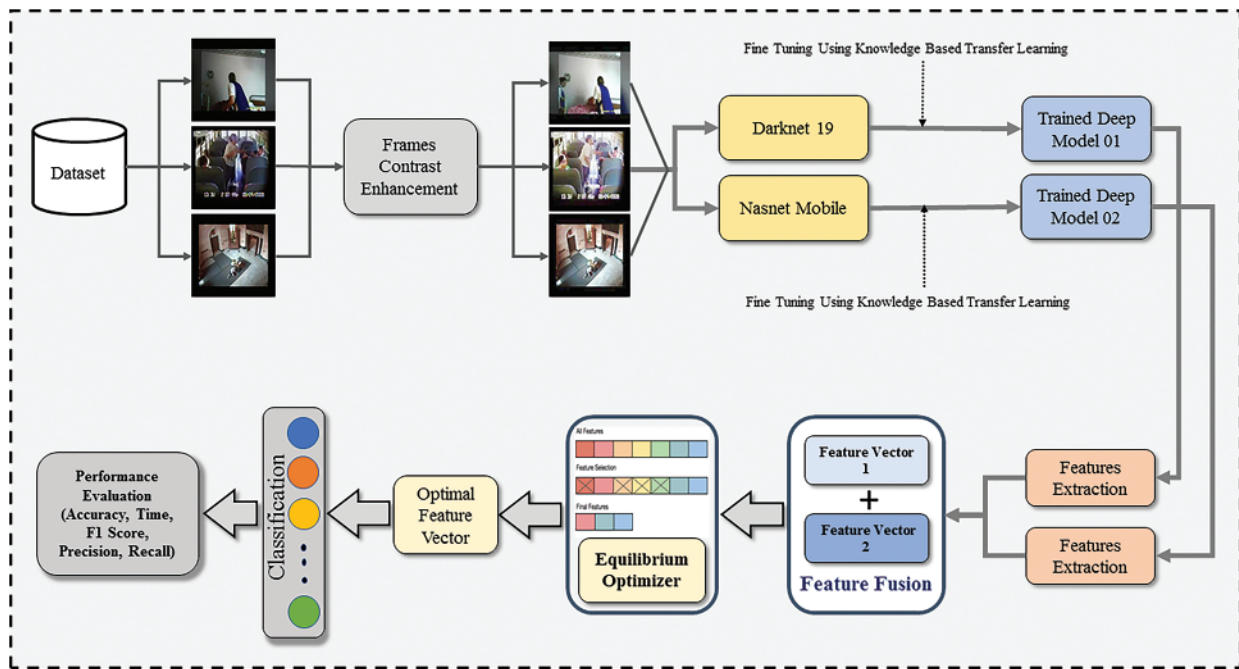 Fine Tuning Using Knowledge Based Transfer Learning
Dataset
Frames
Contrast
Enhancement
Darknet 19
Trained Deep
Model 01
Nasnet Mobile
Trained Deep
Model 02
Fine Tuning Using Knowledge Based Transfer Learning
Features
Extraction
Features
Extraction
Feature Vector
1
+
Feature Vector
2
Feature Fusion
All Features
Feature Selection
Final Features
Equilibrium
Optimizer
Optimal
Feature
Vector
Classification
Performance
Evaluation
(Accuracy, Time,
F1 Score,
Precision, Recall)